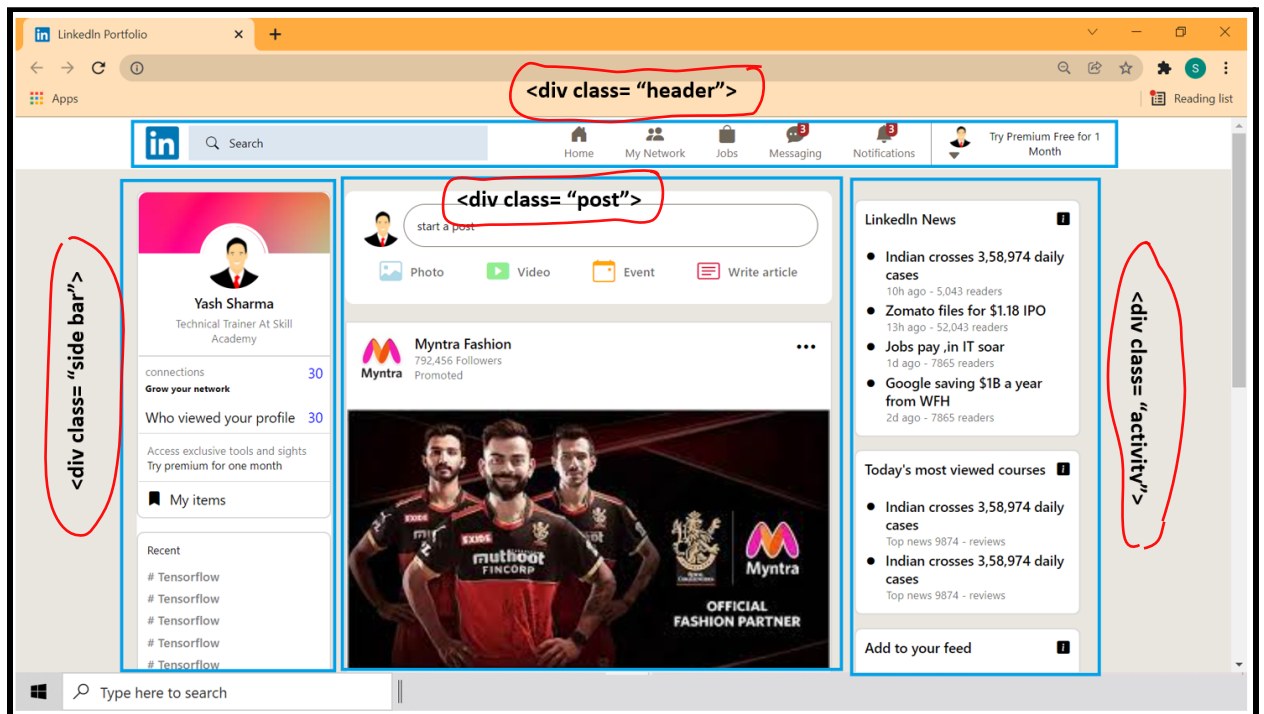 in LinkedIn Portfolio
Apps
Reading list
S
<div class= “header”>
in
Search
Home
My Network
Jobs
3
Messaging
3
Notifications
Try Premium Free for 1
Month
<div class= “side bar”>
Yash Sharma
Technical Trainer At Skill
Academy
connections 30
Grow your network
Who viewed your profile 30
Access exclusive tools and sights
Try premium for one month
My items
Recent
# Tensorflow
# Tensorflow
# Tensorflow
# Tensorflow
# Tensorflow
<div class= “post”>
start a post
Photo
Video
Event
Write article
Myntra Fashion
792,456 Followers
Promoted
Myntra
EXIDE
EXIDE
muthoot
FINCORP
Myntra
OFFICIAL
FASHION PARTNER
<div class= “activity”>
LinkedIn News
Indian crosses 3,58,974 daily
cases
10h ago - 5,043 readers
Zomato files for $1.18 IPO
13h ago - 52,043 readers
Jobs pay ,in IT soar
1d ago - 7865 readers
Google saving $1B a year
from WFH
2d ago - 7865 readers
Today's most viewed courses
Indian crosses 3,58,974 daily
cases
Top news 9874 - reviews
Indian crosses 3,58,974 daily
cases
Top news 9874 - reviews
Add to your feed
Type here to search